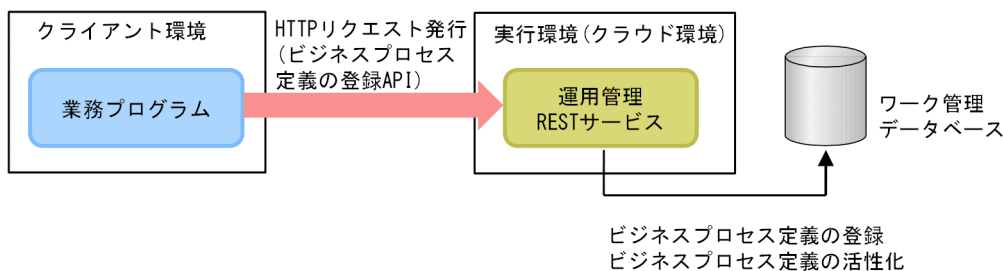 クライアント環境
業務プログラム
HTTPリクエスト発行
(ビジネスプロセス
定義の登録API)
実行環境(クラウド環境)
運用管理
RESTサービス
ワーク管理
データベース
ビジネスプロセス定義の登録
ビジネスプロセス定義の活性化